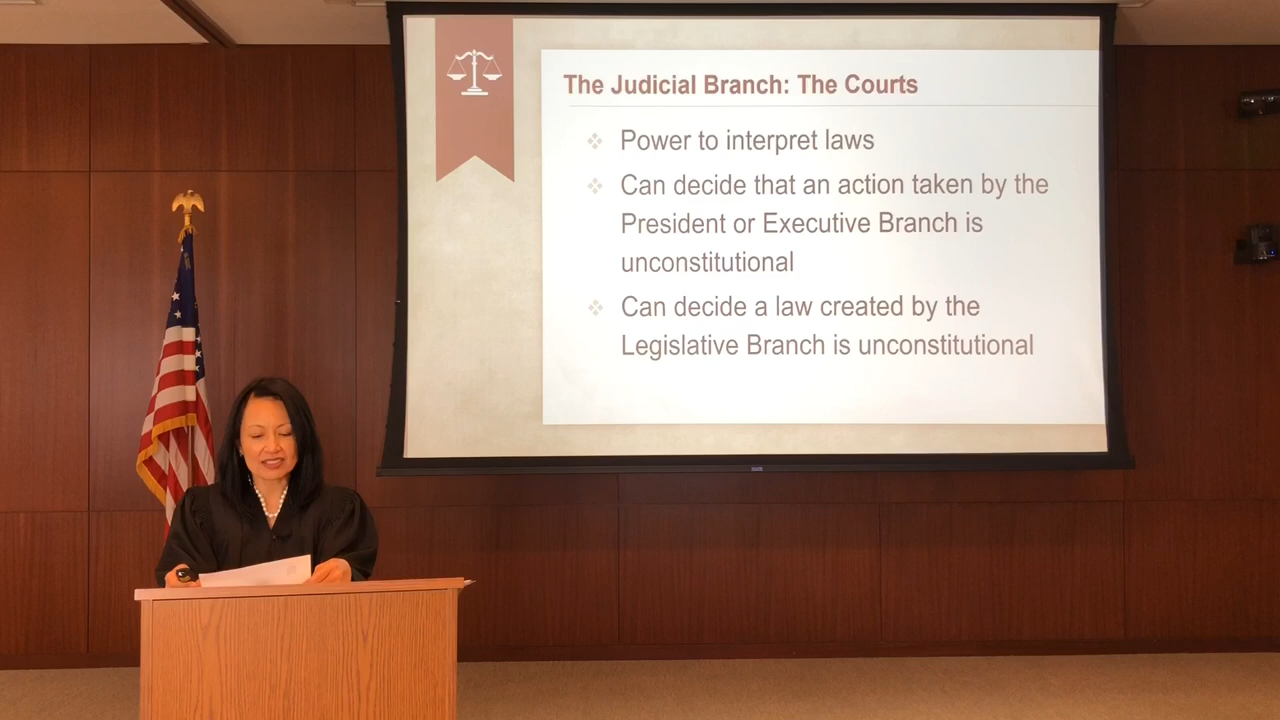 The Judicial Branch: The Courts
Power to interpret laws
Can decide that an action taken by the
President or Executive Branch is
unconstitutional
Can decide a law created by the
Legislative Branch is unconstitutional